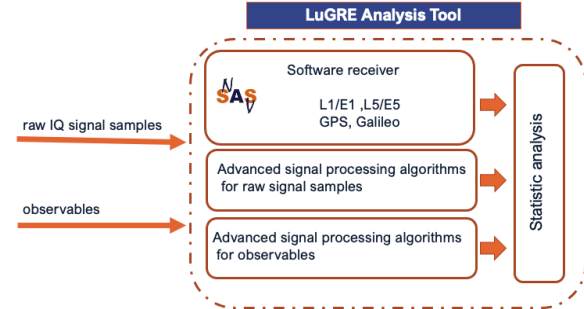 LuGRE Analysis Tool
Software receiver
SAS
L1/E1 ,L5/E5
GPS, Galileo
raw IQ signal samples
Advanced signal processing algorithms
for raw signal samples
observables
Advanced signal processing algorithms
for observables
Statistic analysis